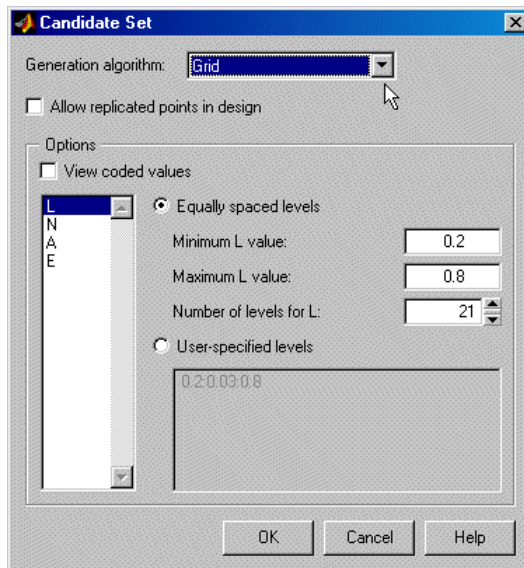 Candidate Set
Generation algorithm: Grid
Allow replicated points in design
Options
View coded values
L
N
A
E
Equally spaced levels
Minimum L value: 0.2
Maximum L value: 0.8
Number of levels for L: 21
User-specified levels
0.2:0.03:0.8
OK Cancel Help